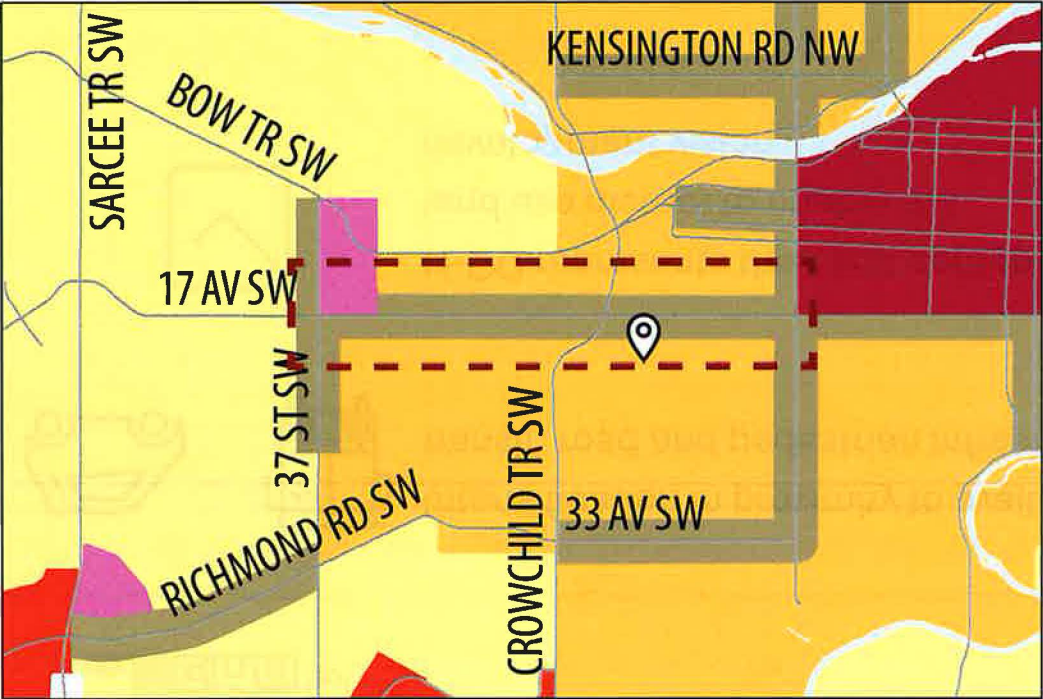 KENSINGTON RD NW
SARCEE TR SW
BOW TR SW
17 AV SW
37 ST SW
CROWCHILD TR SW
33 AV SW
RICHMOND RD SW